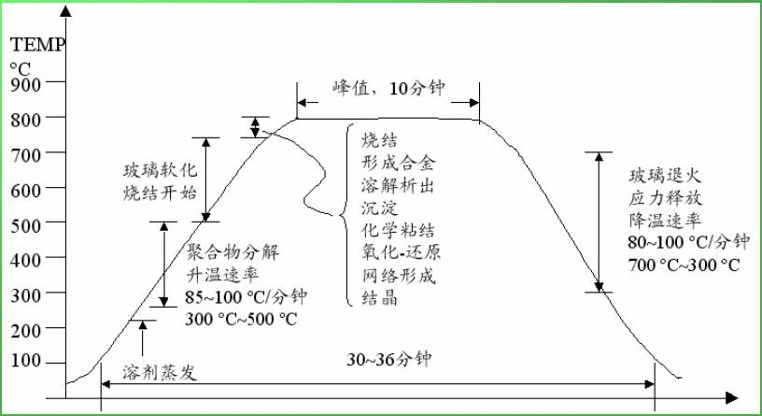 TEMP
°C
900
800
700
600
500
400
300
200
100
峰值，10分钟
烧结
形成合金
溶解析出
沉淀
化学粘结
氧化-还原
网络形成
结晶
玻璃软化
烧结开始
聚合物分解
升温速率
85~100 °C/分钟
300 °C~500 °C
溶剂蒸发
玻璃退火
应力释放
降温速率
80~100 °C/分钟
700 °C~300 °C
30~36分钟